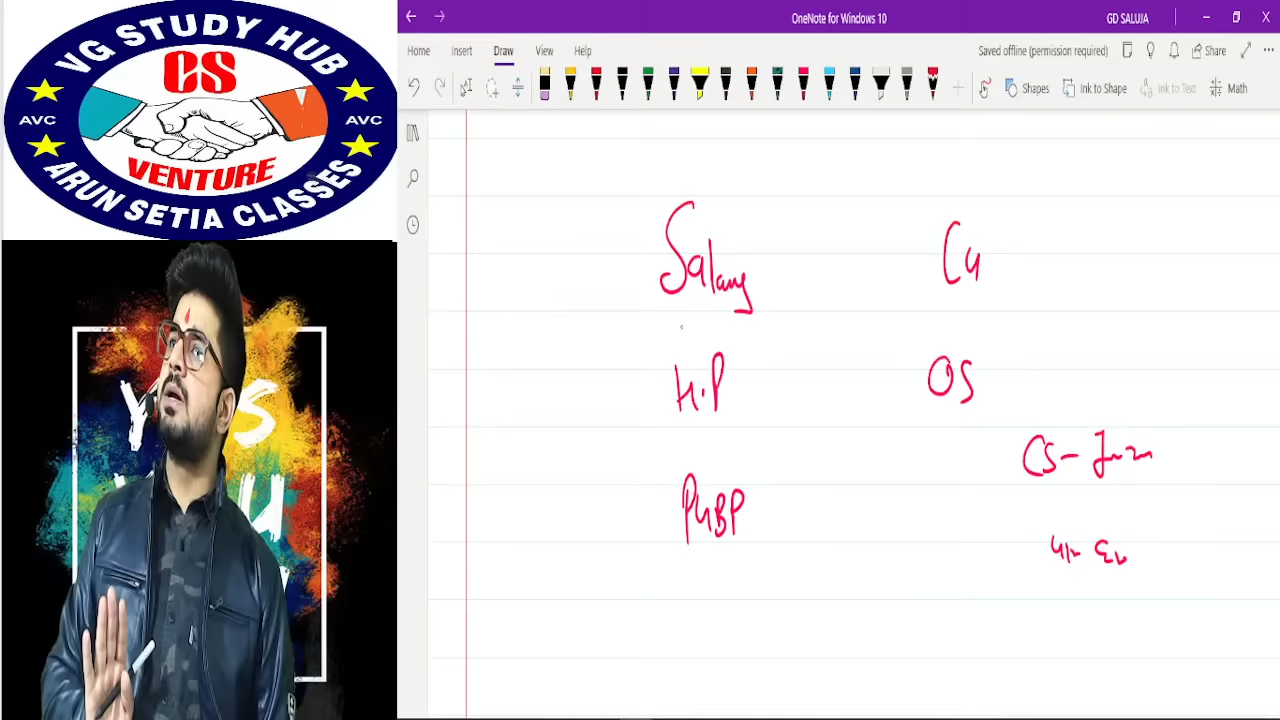 VG STUDY HUB
CS
AVC
AVC
VENTURE
ARUN SETIA CLASSES
OneNote for Windows 10
GD SALUJA
Home
Insert
Draw
View
Help
Saved offline (permission required)
Share
Shapes
Ink to Shape
Ink to Text
Math
Salary
H.P
PGBP
CG
OS
CS-